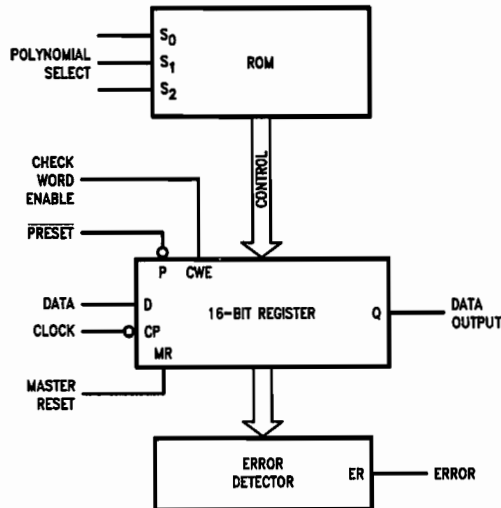 POLYNOMIAL
SELECT
S0
S1
S2
ROM
CONTROL
CHECK
WORD
ENABLE
PRESET
P
CWE
DATA
D
CLOCK
CP
MR
16-BIT REGISTER
Q
DATA
OUTPUT
MASTER
RESET
ERROR
DETECTOR
ER
ERROR